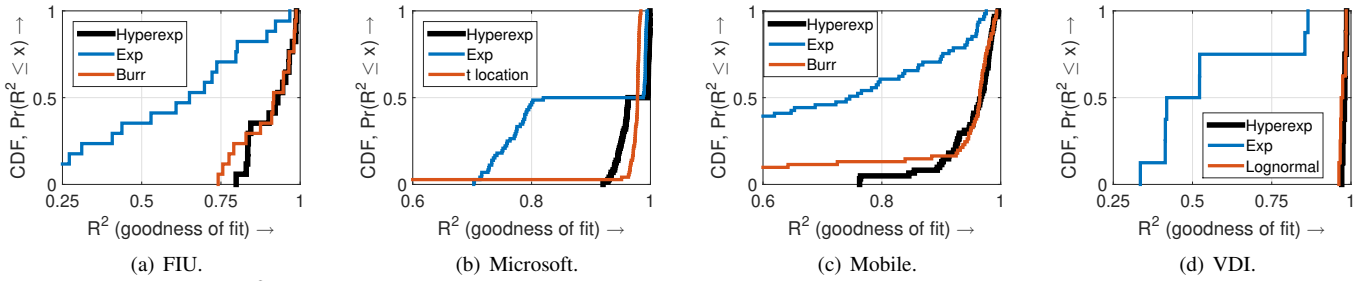 CDF, Pr(R² ≤ x) →
1
0.5
0
Hyperexp
Exp
Burr
0.25 0.5 0.75 1
R² (goodness of fit) →
(a) FIU.
CDF, Pr(R² ≤ x) →
1
0.5
0
Hyperexp
Exp
t location
0.6 0.8 1
R² (goodness of fit) →
(b) Microsoft.
CDF, Pr(R² ≤ x) →
1
0.5
0
Hyperexp
Exp
Burr
0.6 0.8 1
R² (goodness of fit) →
(c) Mobile.
CDF, Pr(R² ≤ x) →
1
0.5
0
Hyperexp
Exp
Lognormal
0.25 0.5 0.75 1
R² (goodness of fit) →
(d) VDI.